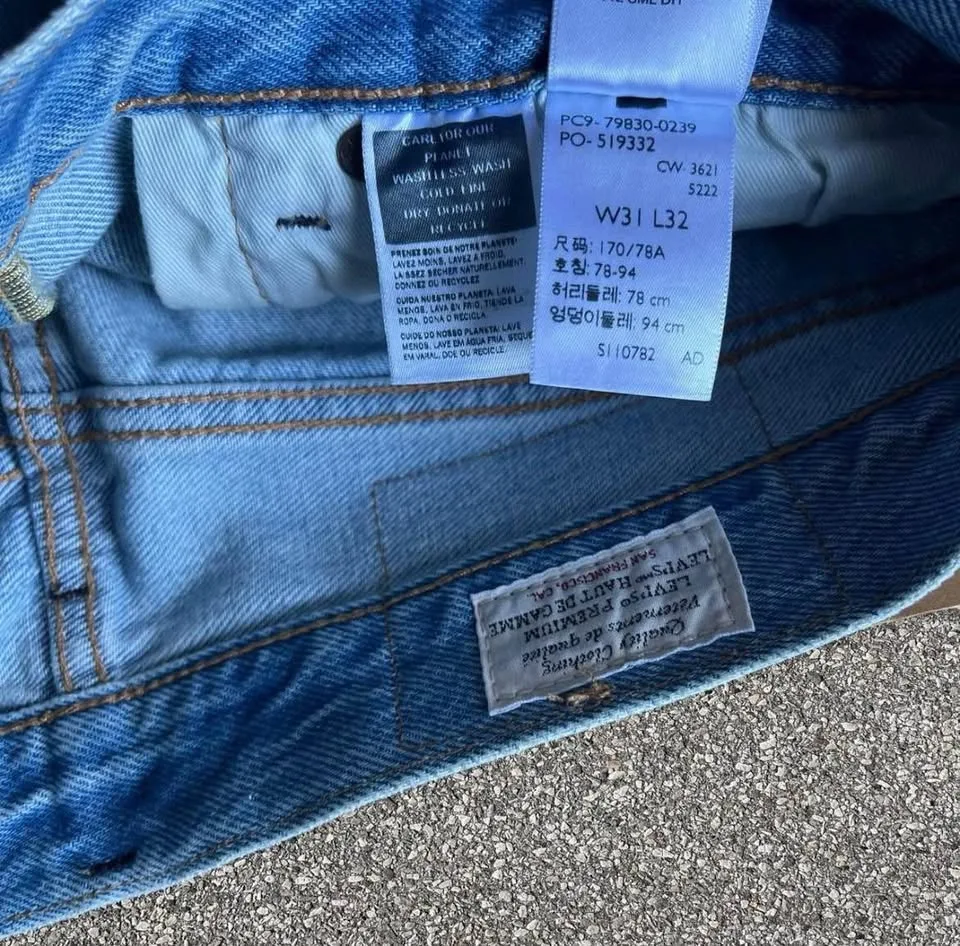 CARE FOR OUR
PLANET
WASH LESS, WASH
COLD, LINE
DRY, DONATE OR
RECYCLE
PRENEZ SOIN DE NOTRE PLANETE:
LAVEZ MOINS, LAVEZ A FROID,
LAISSEZ SECHER NATURELLEMENT,
DONNEZ OU RECYCLEZ
CUIDA NUESTRO PLANETA: LAVA
MENOS, LAVA EN FRIO, TIENDE LA
ROPA, DONA O RECICLA.
CUIDE DO NOSSO PLANETA: LAVE
MENOS, LAVE EM ÁGUA FRIA, SEQUE
EM VARAL, DOE OU RECICLE.
PC9- 79830-0239
PO- 519332
CW- 3621
5222
W31 L32
尺码: 170/78A
호칭: 78-94
허리둘레: 78 cm
엉덩이둘레: 94 cm
S110782 AD
Quality Clothing
Vêtements de qualité
LEVI'S® PREMIUM
LEVI'S HAUT DE GAMME
SAN FRANCISCO, CAL